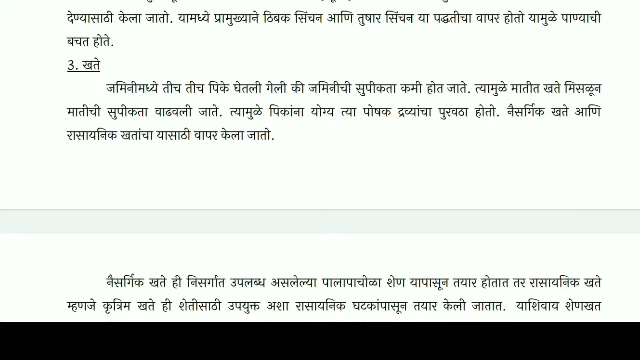 देण्यासाठी केला जातो. यामध्ये प्रामुख्याने ठिबक सिंचन आणि तुषार सिंचन या पद्धतीचा वापर होतो यामुळे पाण्याची
बचत होते.
3. खते
जमिनीमध्ये तीच तीच पिके घेतली गेली की जमिनीची सुपीकता कमी होत जाते. त्यामुळे मातीत खते मिसळून
मातीची सुपीकता वाढवली जाते. त्यामुळे पिकांना योग्य त्या पोषक द्रव्यांचा पुरवठा होतो. नैसर्गिक खते आणि
रासायनिक खतांचा यासाठी वापर केला जातो.
नैसर्गिक खते ही निसर्गात उपलब्ध असलेल्या पालापाचोळा शेण यापासून तयार होतात तर रासायनिक खते
म्हणजे कृत्रिम खते ही शेतीसाठी उपयुक्त अशा रासायनिक घटकांपासून तयार केली जातात. याशिवाय शेणखत